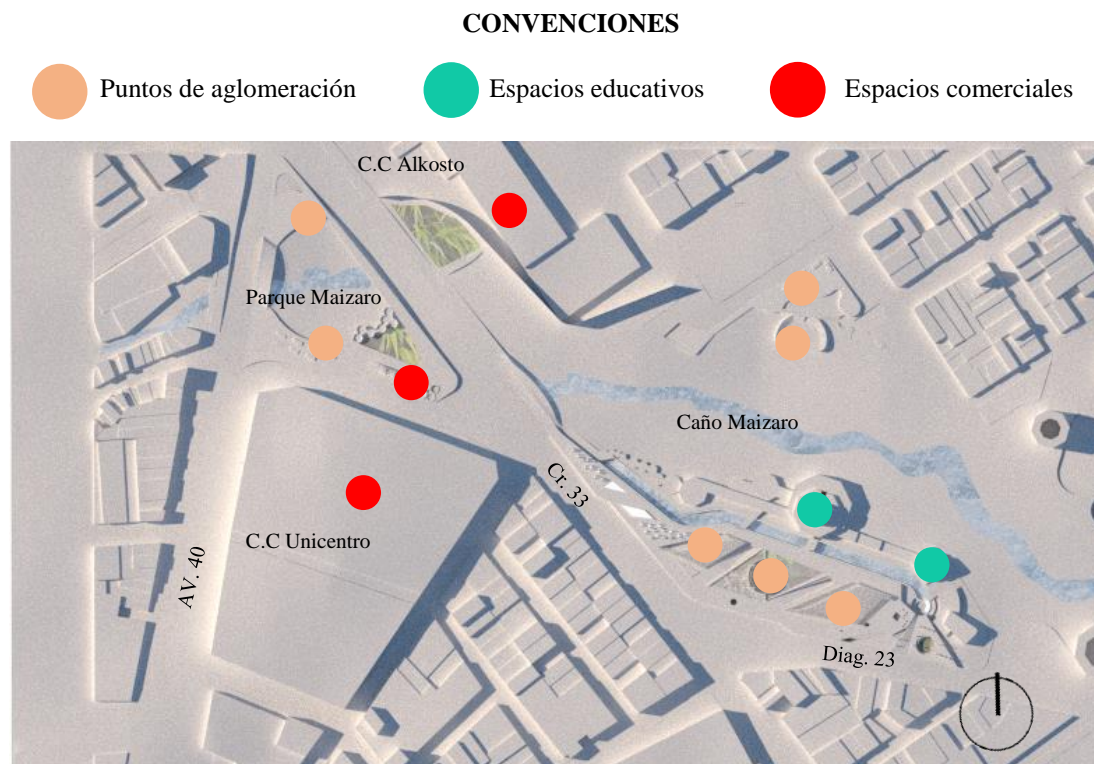 CONVENCIONES
Puntos de aglomeración
Espacios educativos
Espacios comerciales
C.C Alkosto
Parque Maizaro
Caño Maizaro
Cr. 33
C.C Unicentro
AV. 40
Diag. 23